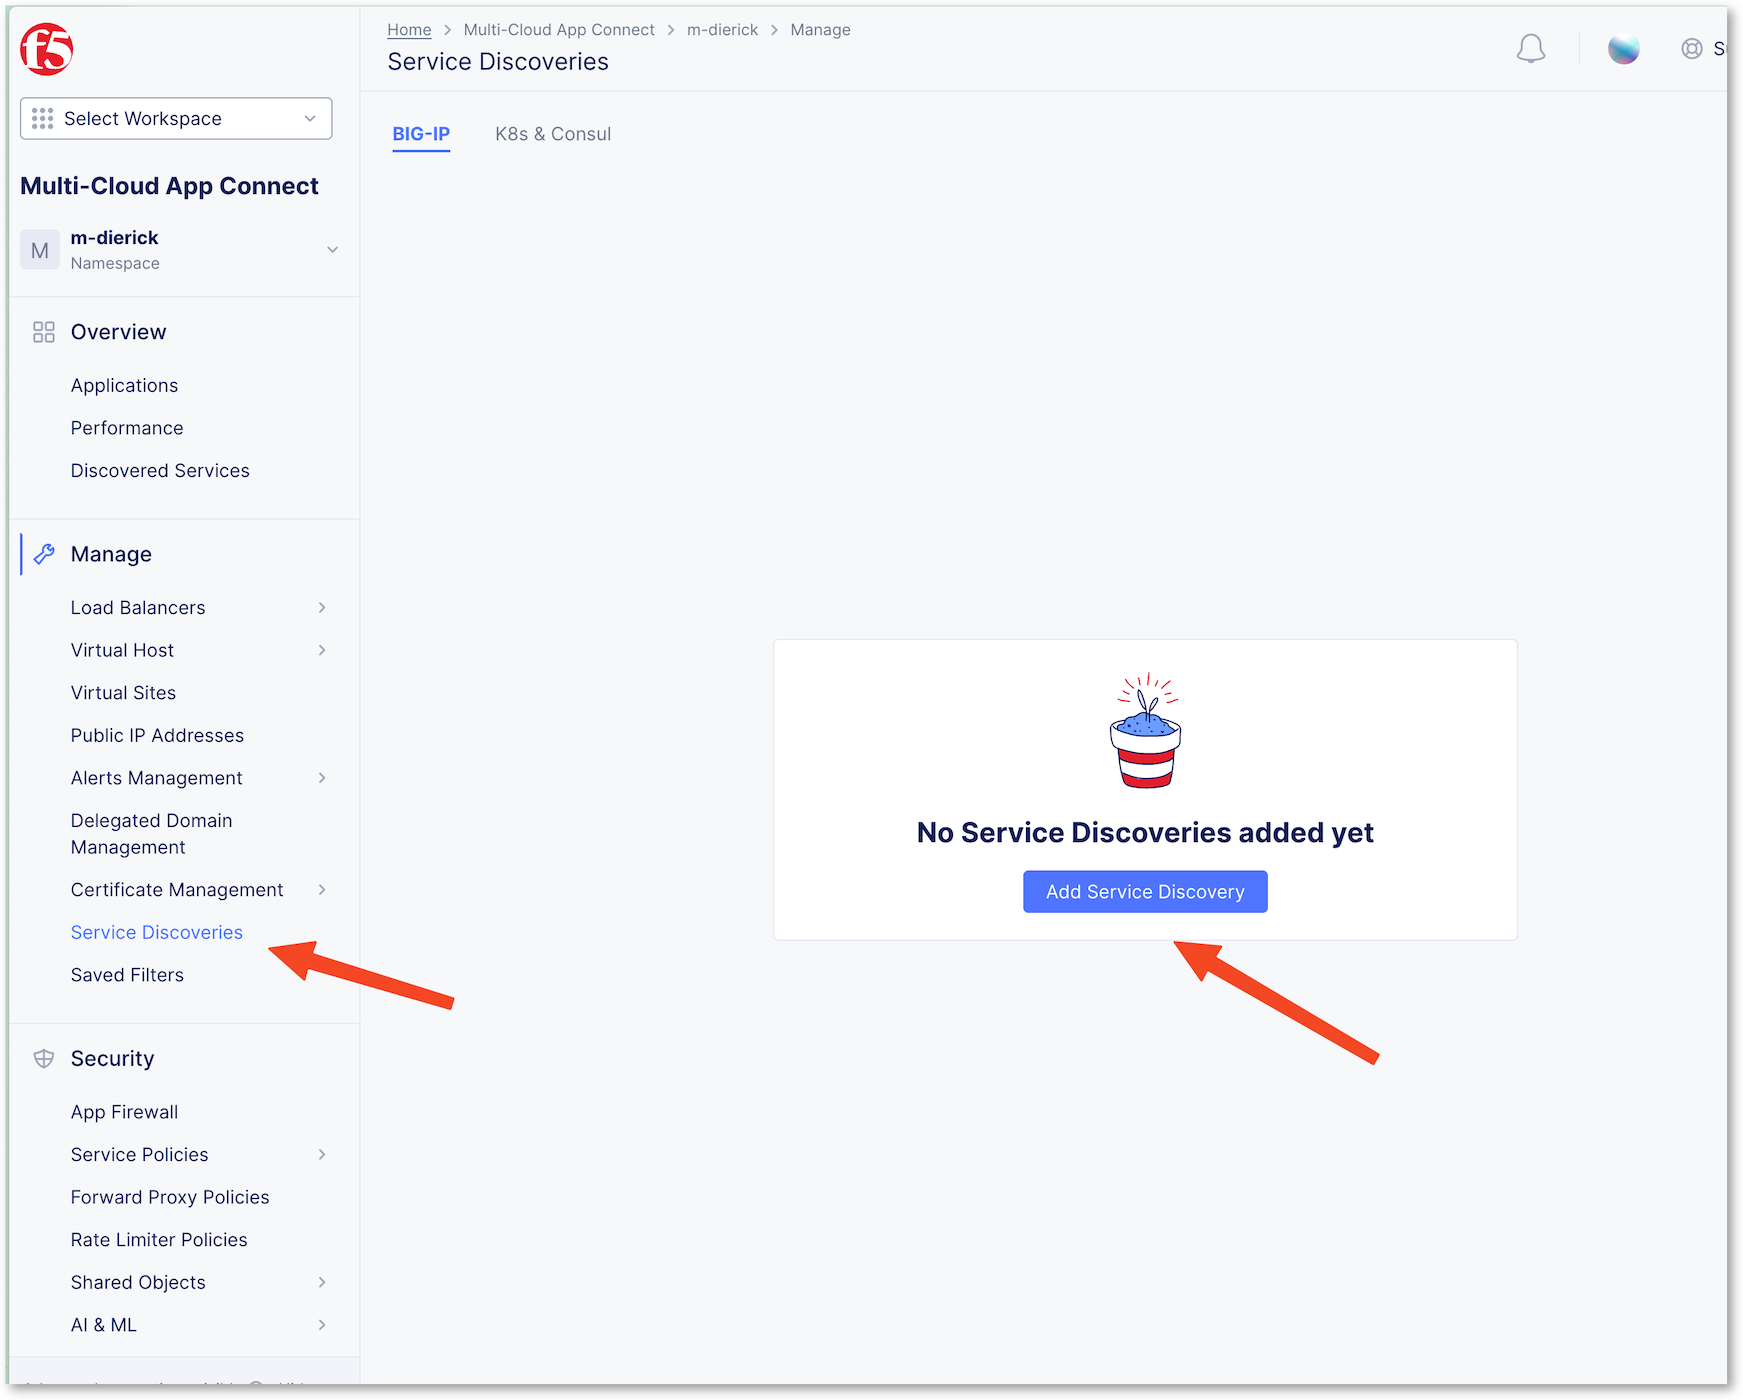 f5
Home > Multi-Cloud App Connect > m-dierick > Manage
Service Discoveries
Select Workspace
BIG-IP K8s & Consul
Multi-Cloud App Connect
M
m-dierick
Namespace
Overview
Applications
Performance
Discovered Services
Manage
Load Balancers
Virtual Host
Virtual Sites
Public IP Addresses
Alerts Management
Delegated Domain
Management
Certificate Management
Service Discoveries
Saved Filters
No Service Discoveries added yet
Add Service Discovery
Security
App Firewall
Service Policies
Forward Proxy Policies
Rate Limiter Policies
Shared Objects
AI & ML